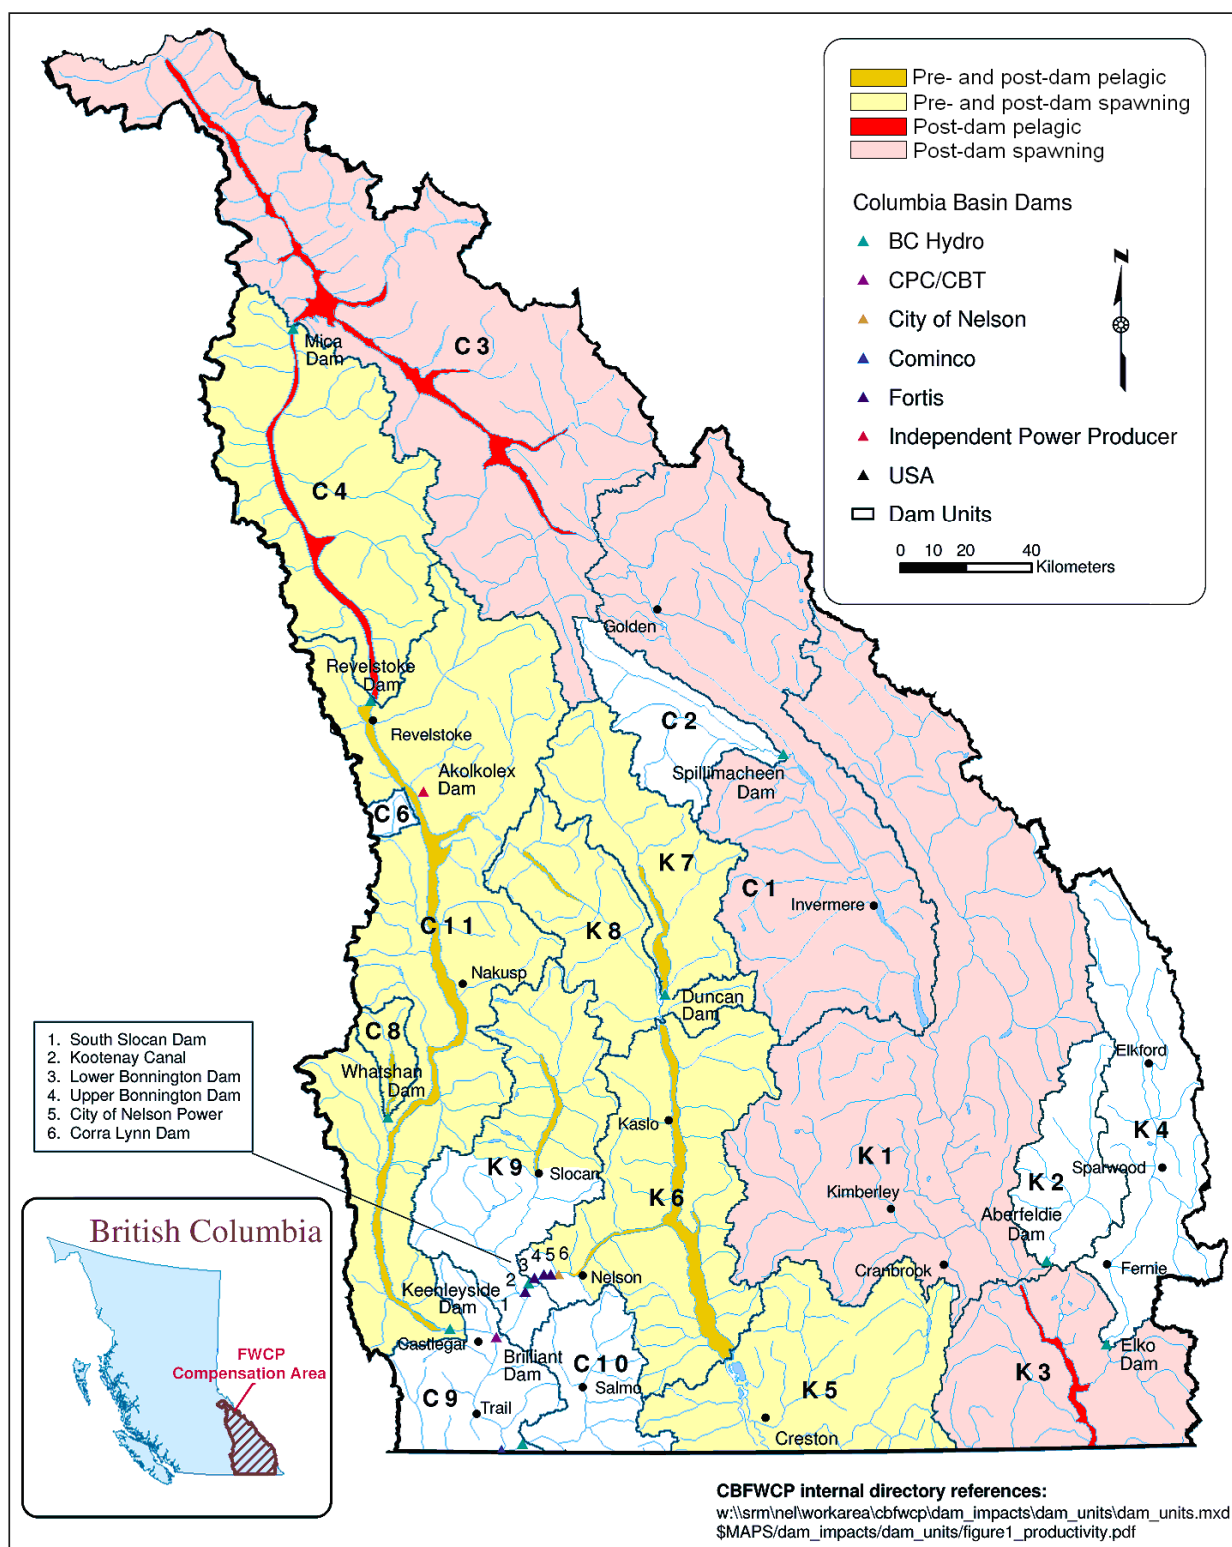 Pre- and post-dam pelagic
Pre- and post-dam spawning
Post-dam pelagic
Post-dam spawning
Columbia Basin Dams
BC Hydro
CPC/CBT
City of Nelson
Cominco
Fortis
Independent Power Producer
USA
Dam Units
0 10 20 40
Kilometers
N
Mica
Dam
C 3
C 4
Golden
Revelstoke
Dam
C 2
Revelstoke
Spillimacheen
Dam
Akolkolex
Dam
C 6
K 7
C 1
Invermere
C 1 1
K 8
Nakusp
Duncan
Dam
C 8
Whatshan
Dam
Elkford
1. South Slocan Dam
2. Kootenay Canal
3. Lower Bonnington Dam
4. Upper Bonnington Dam
5. City of Nelson Power
6. Corra Lynn Dam
Kaslo
K 4
K 9
Slocan
K 1
Sparwood
K 2
K 6
Kimberley
Aberfeldie
Dam
British Columbia
3 4 5 6
2
1
Nelson
Cranbrook
Fernie
Keehleyside
Dam
Castlegar
Brilliant
Dam
C 1 0
Elko
Dam
FWCP
Compensation Area
K 3
K 5
C 9
Salmo
Trail
Creston
CBFWCP internal directory references:
w:\\srm\nel\workarea\cbfwcp\dam_impacts\dam_units\dam_units.mxd
$MAPS/dam_impacts/dam_units/figure1_productivity.pdf